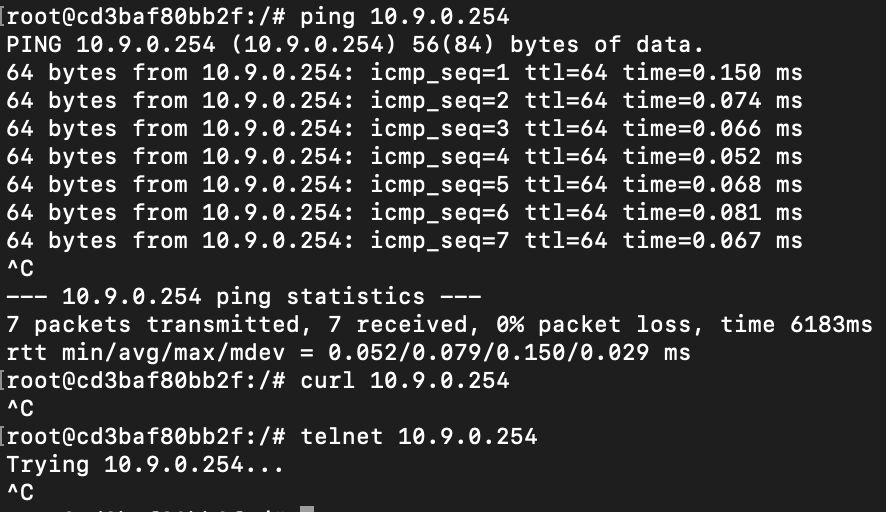 [root@cd3baf80bb2f:/# ping 10.9.0.254
PING 10.9.0.254 (10.9.0.254) 56(84) bytes of data.
64 bytes from 10.9.0.254: icmp_seq=1 ttl=64 time=0.150 ms
64 bytes from 10.9.0.254: icmp_seq=2 ttl=64 time=0.074 ms
64 bytes from 10.9.0.254: icmp_seq=3 ttl=64 time=0.066 ms
64 bytes from 10.9.0.254: icmp_seq=4 ttl=64 time=0.052 ms
64 bytes from 10.9.0.254: icmp_seq=5 ttl=64 time=0.068 ms
64 bytes from 10.9.0.254: icmp_seq=6 ttl=64 time=0.081 ms
64 bytes from 10.9.0.254: icmp_seq=7 ttl=64 time=0.067 ms
^C
--- 10.9.0.254 ping statistics ---
7 packets transmitted, 7 received, 0% packet loss, time 6183ms
rtt min/avg/max/mdev = 0.052/0.079/0.150/0.029 ms
[root@cd3baf80bb2f:/# curl 10.9.0.254
^C
[root@cd3baf80bb2f:/# telnet 10.9.0.254
Trying 10.9.0.254...
^C